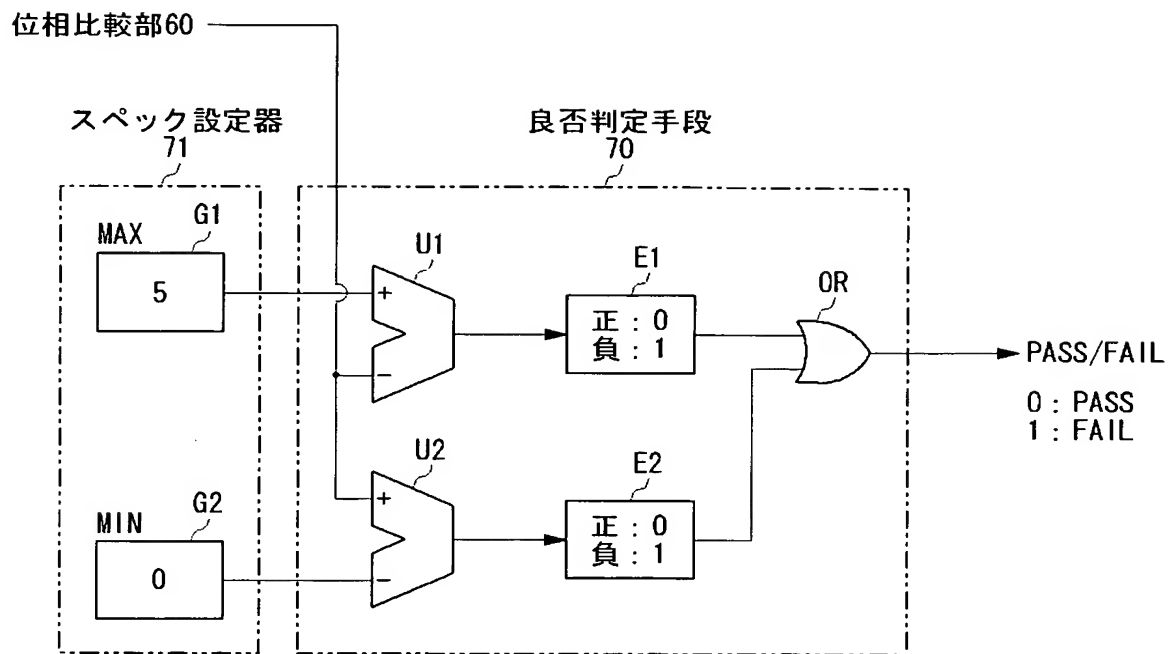 位相比較部60
スペック設定器
71
良否判定手段
70
MAX
G1
5
U1
+
−
E1
正：0
負：1
OR
PASS/FAIL
0：PASS
1：FAIL
MIN
G2
0
U2
+
−
E2
正：0
負：1